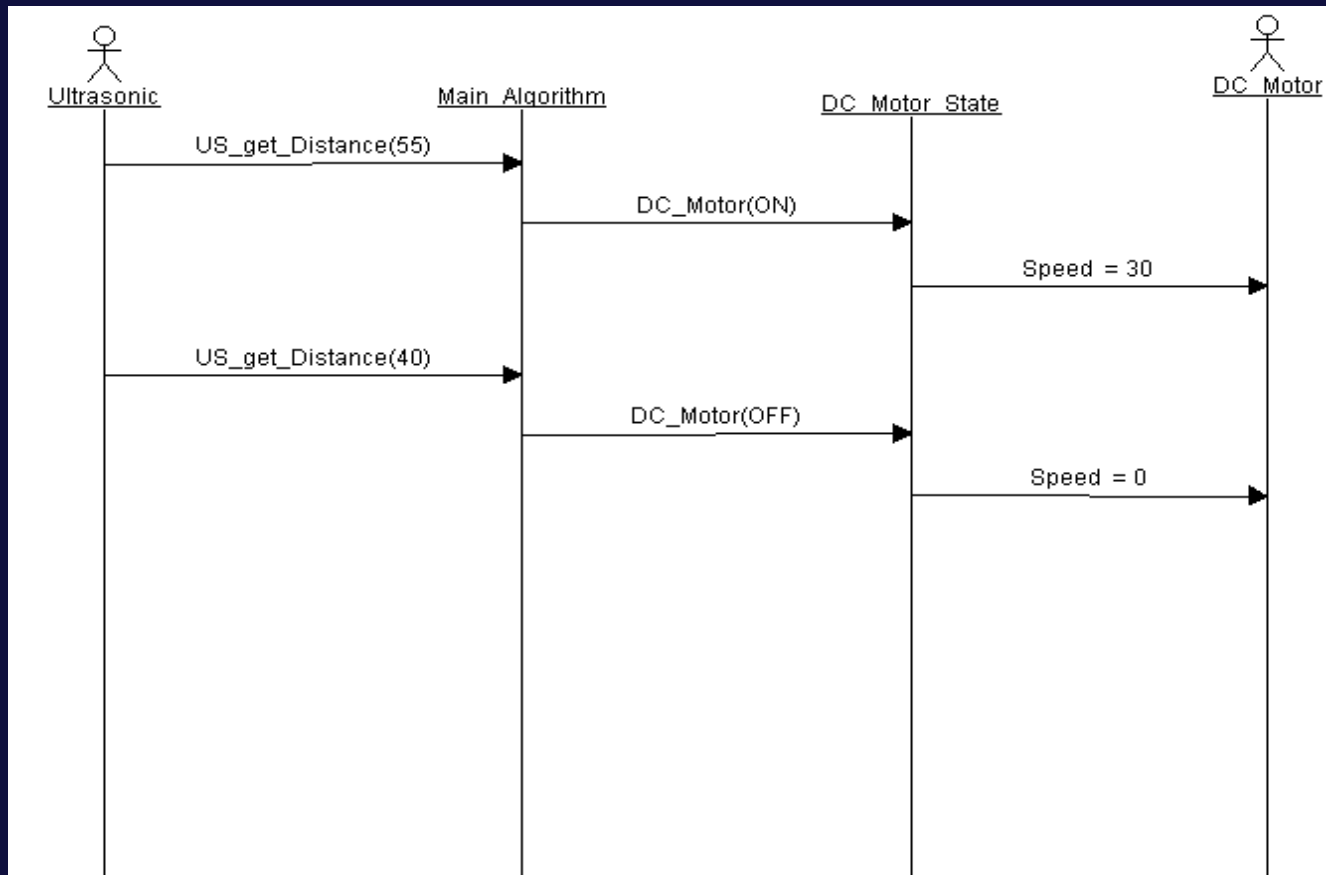 Ultrasonic
Main_Algorithm
DC_Motor_State
DC_Motor
US_get_Distance(55)
DC_Motor(ON)
Speed = 30
US_get_Distance(40)
DC_Motor(OFF)
Speed = 0